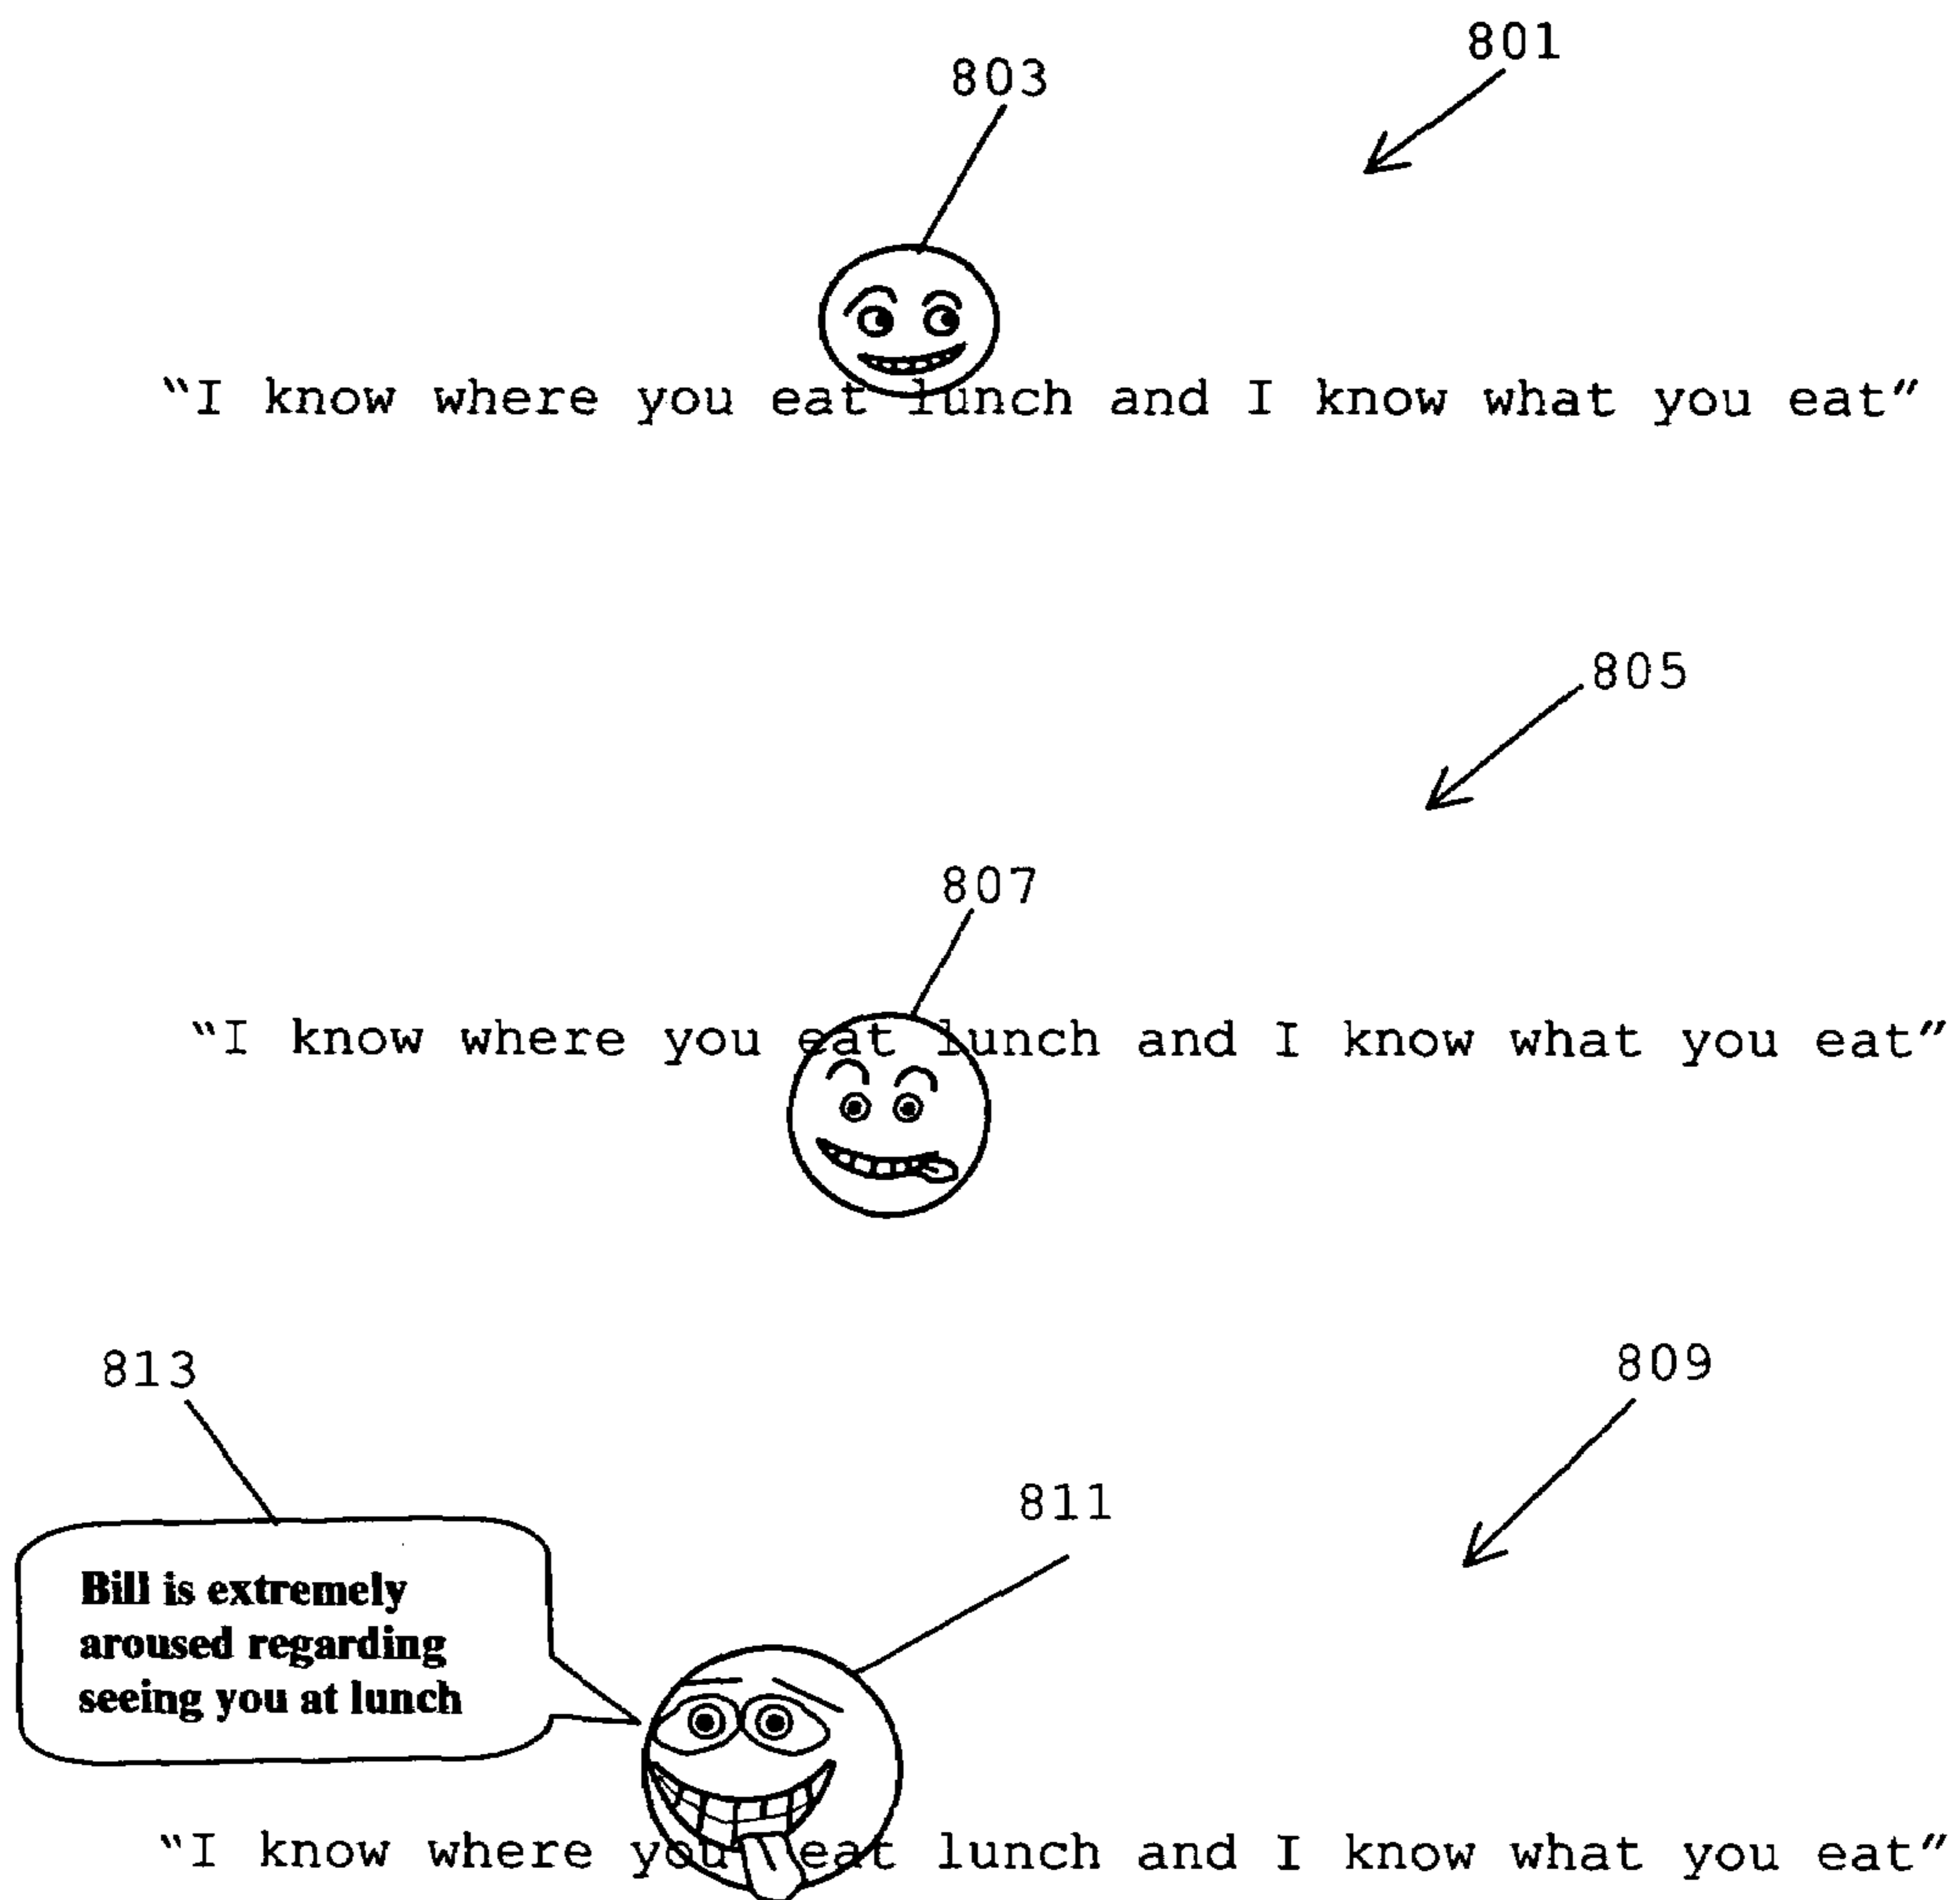 801
803
“I know where you eat lunch and I know what you eat”
805
807
“I know where you eat lunch and I know what you eat”
813
809
811
Bill is extremely
aroused regarding
seeing you at lunch
“I know where you eat lunch and I know what you eat”